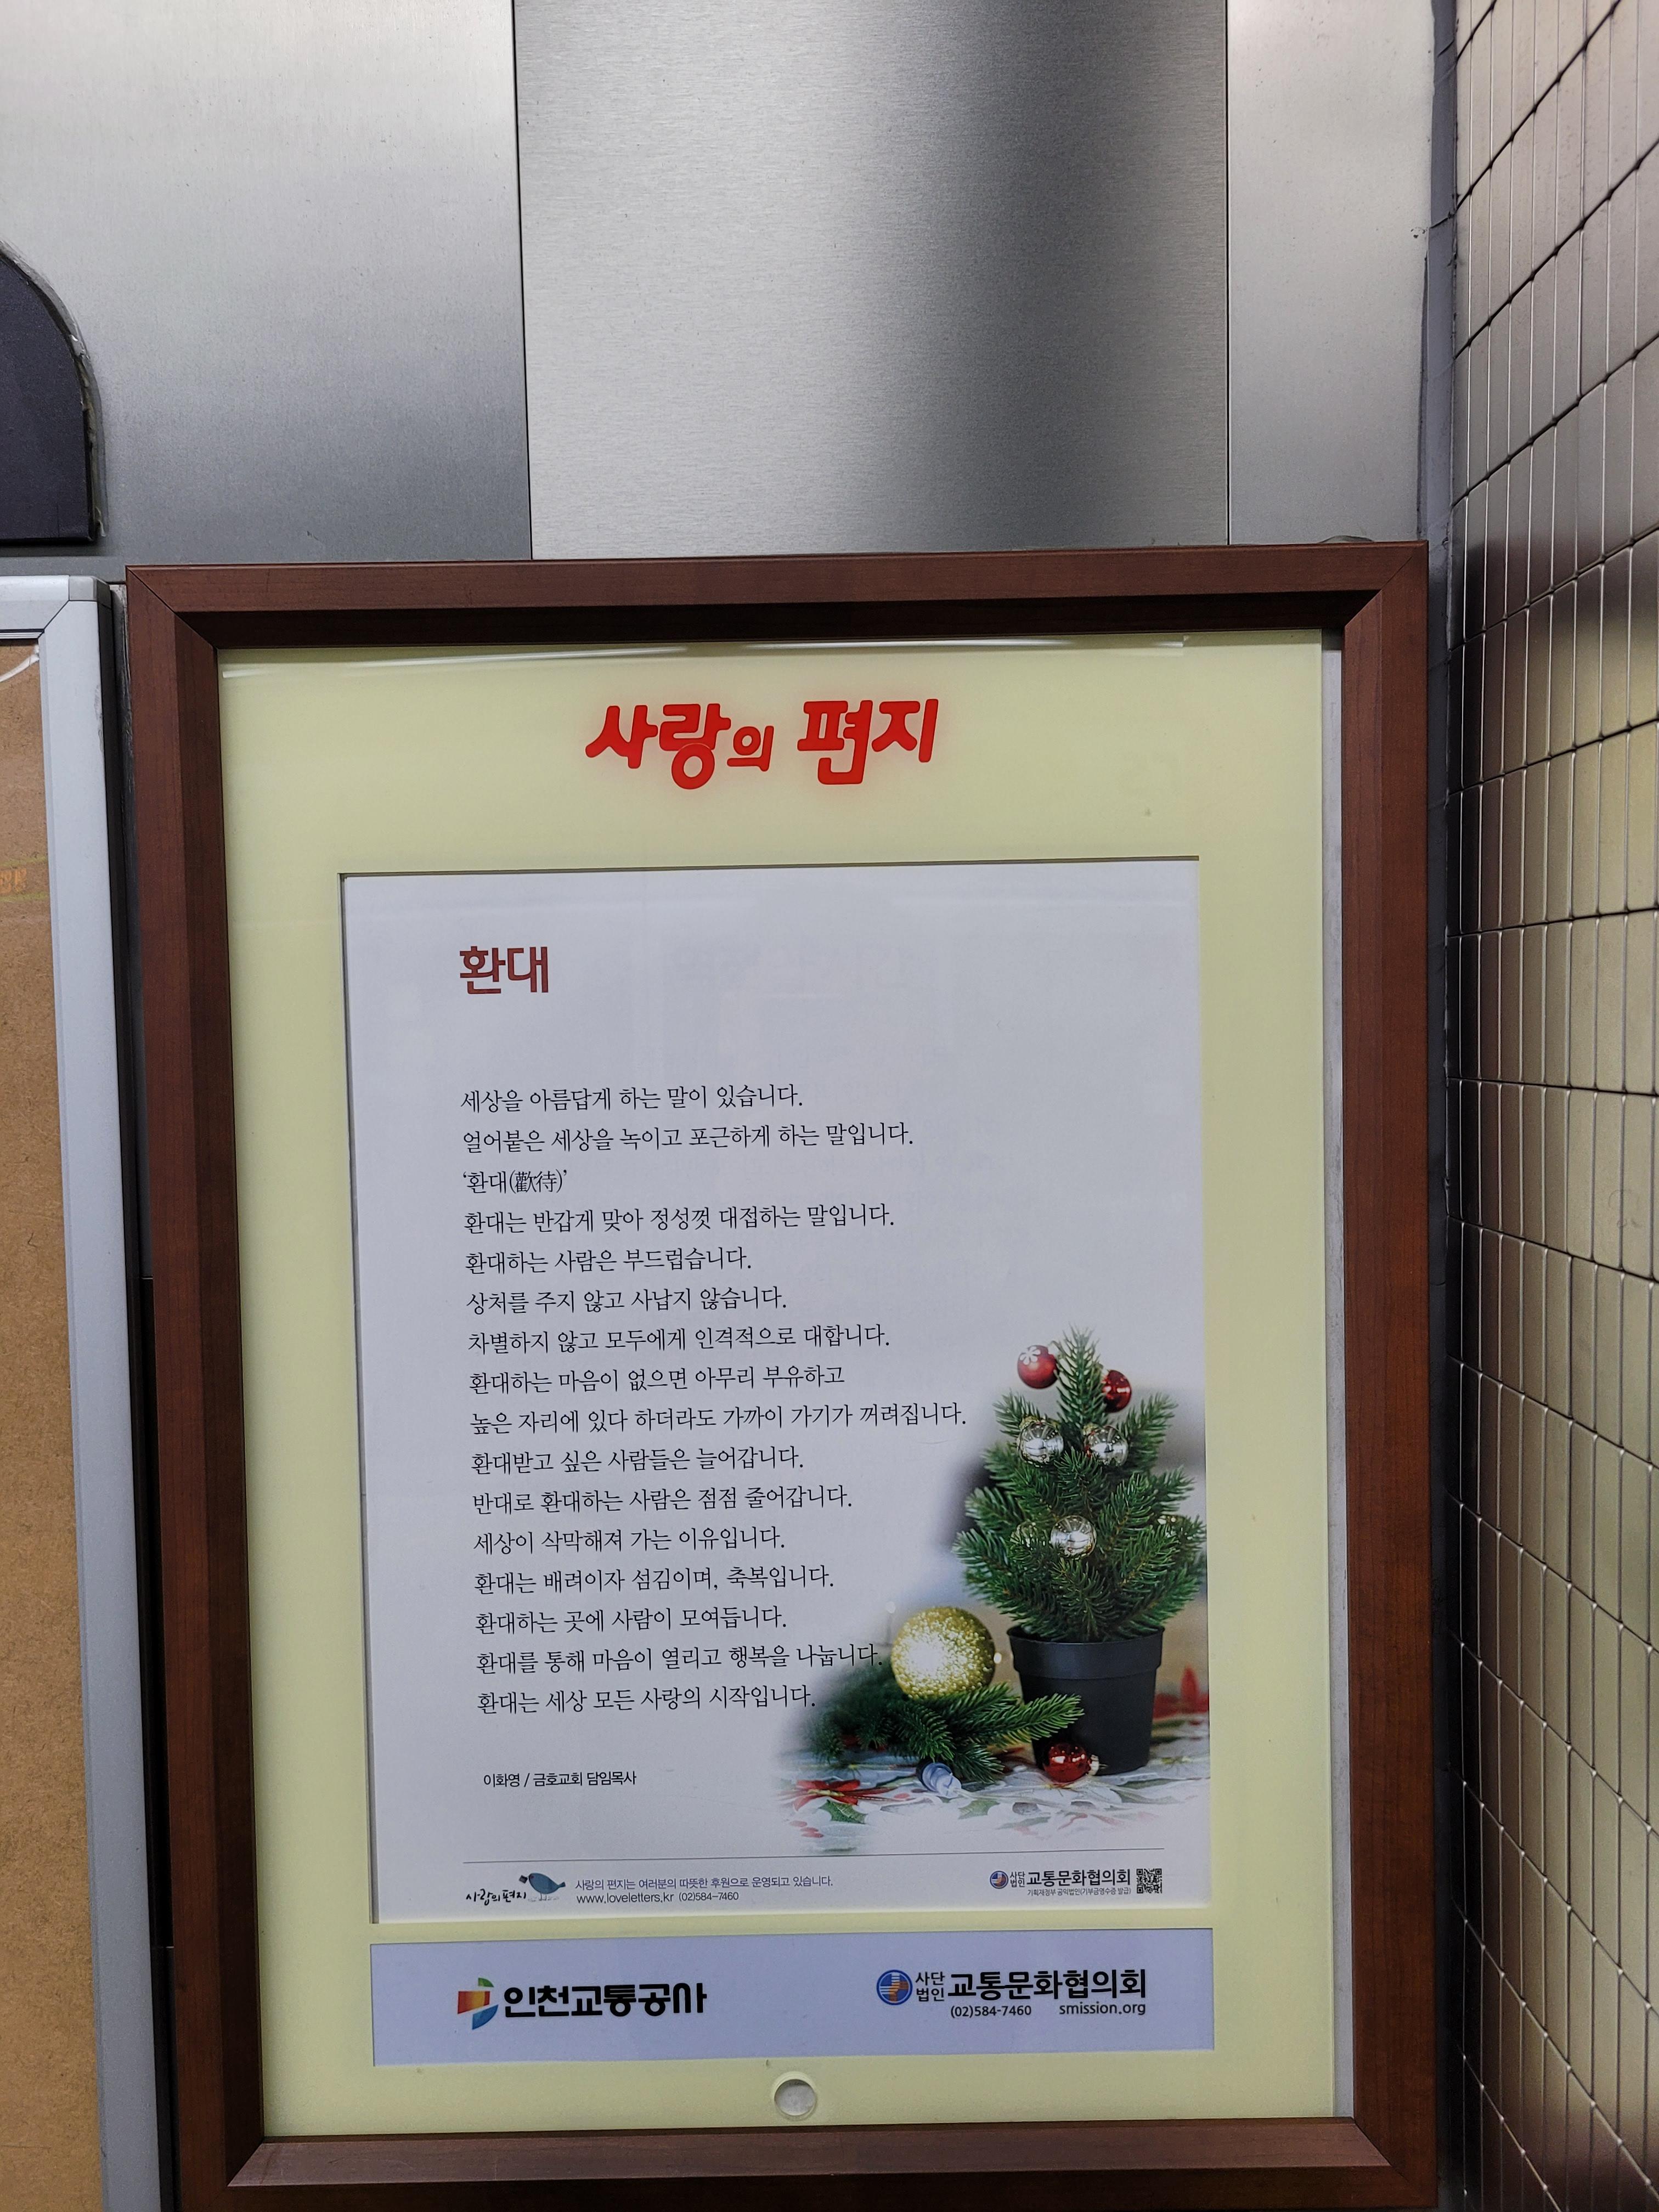 사랑의 편지
환대
세상을 아름답게 하는 말이 있습니다.
얼어붙은 세상을 녹이고 포근하게 하는 말입니다.
‘환대(歡待)’
환대는 반갑게 맞아 정성껏 대접하는 말입니다.
환대하는 사람은 부드럽습니다.
상처를 주지 않고 사납지 않습니다.
차별하지 않고 모두에게 인격적으로 대합니다.
환대하는 마음이 없으면 아무리 부유하고
높은 자리에 있다 하더라도 가까이 가기가 꺼려집니다.
환대받고 싶은 사람들은 늘어갑니다.
반대로 환대하는 사람은 점점 줄어갑니다.
세상이 삭막해져 가는 이유입니다.
환대는 배려이자 섬김이며, 축복입니다.
환대하는 곳에 사람이 모여듭니다.
환대를 통해 마음이 열리고 행복을 나눕니다.
환대는 세상 모든 사랑의 시작입니다.
이화영 / 금호교회 담임목사
사랑의 편지
사랑의 편지는 여러분의 따뜻한 후원으로 운영되고 있습니다.
www.loveletters.kr (02)584-7460
사단법인 교통문화협의회
기획재정부 공익법인(기부금영수증 발급)
인천교통공사
사단법인 교통문화협의회
(02)584-7460 smission.org